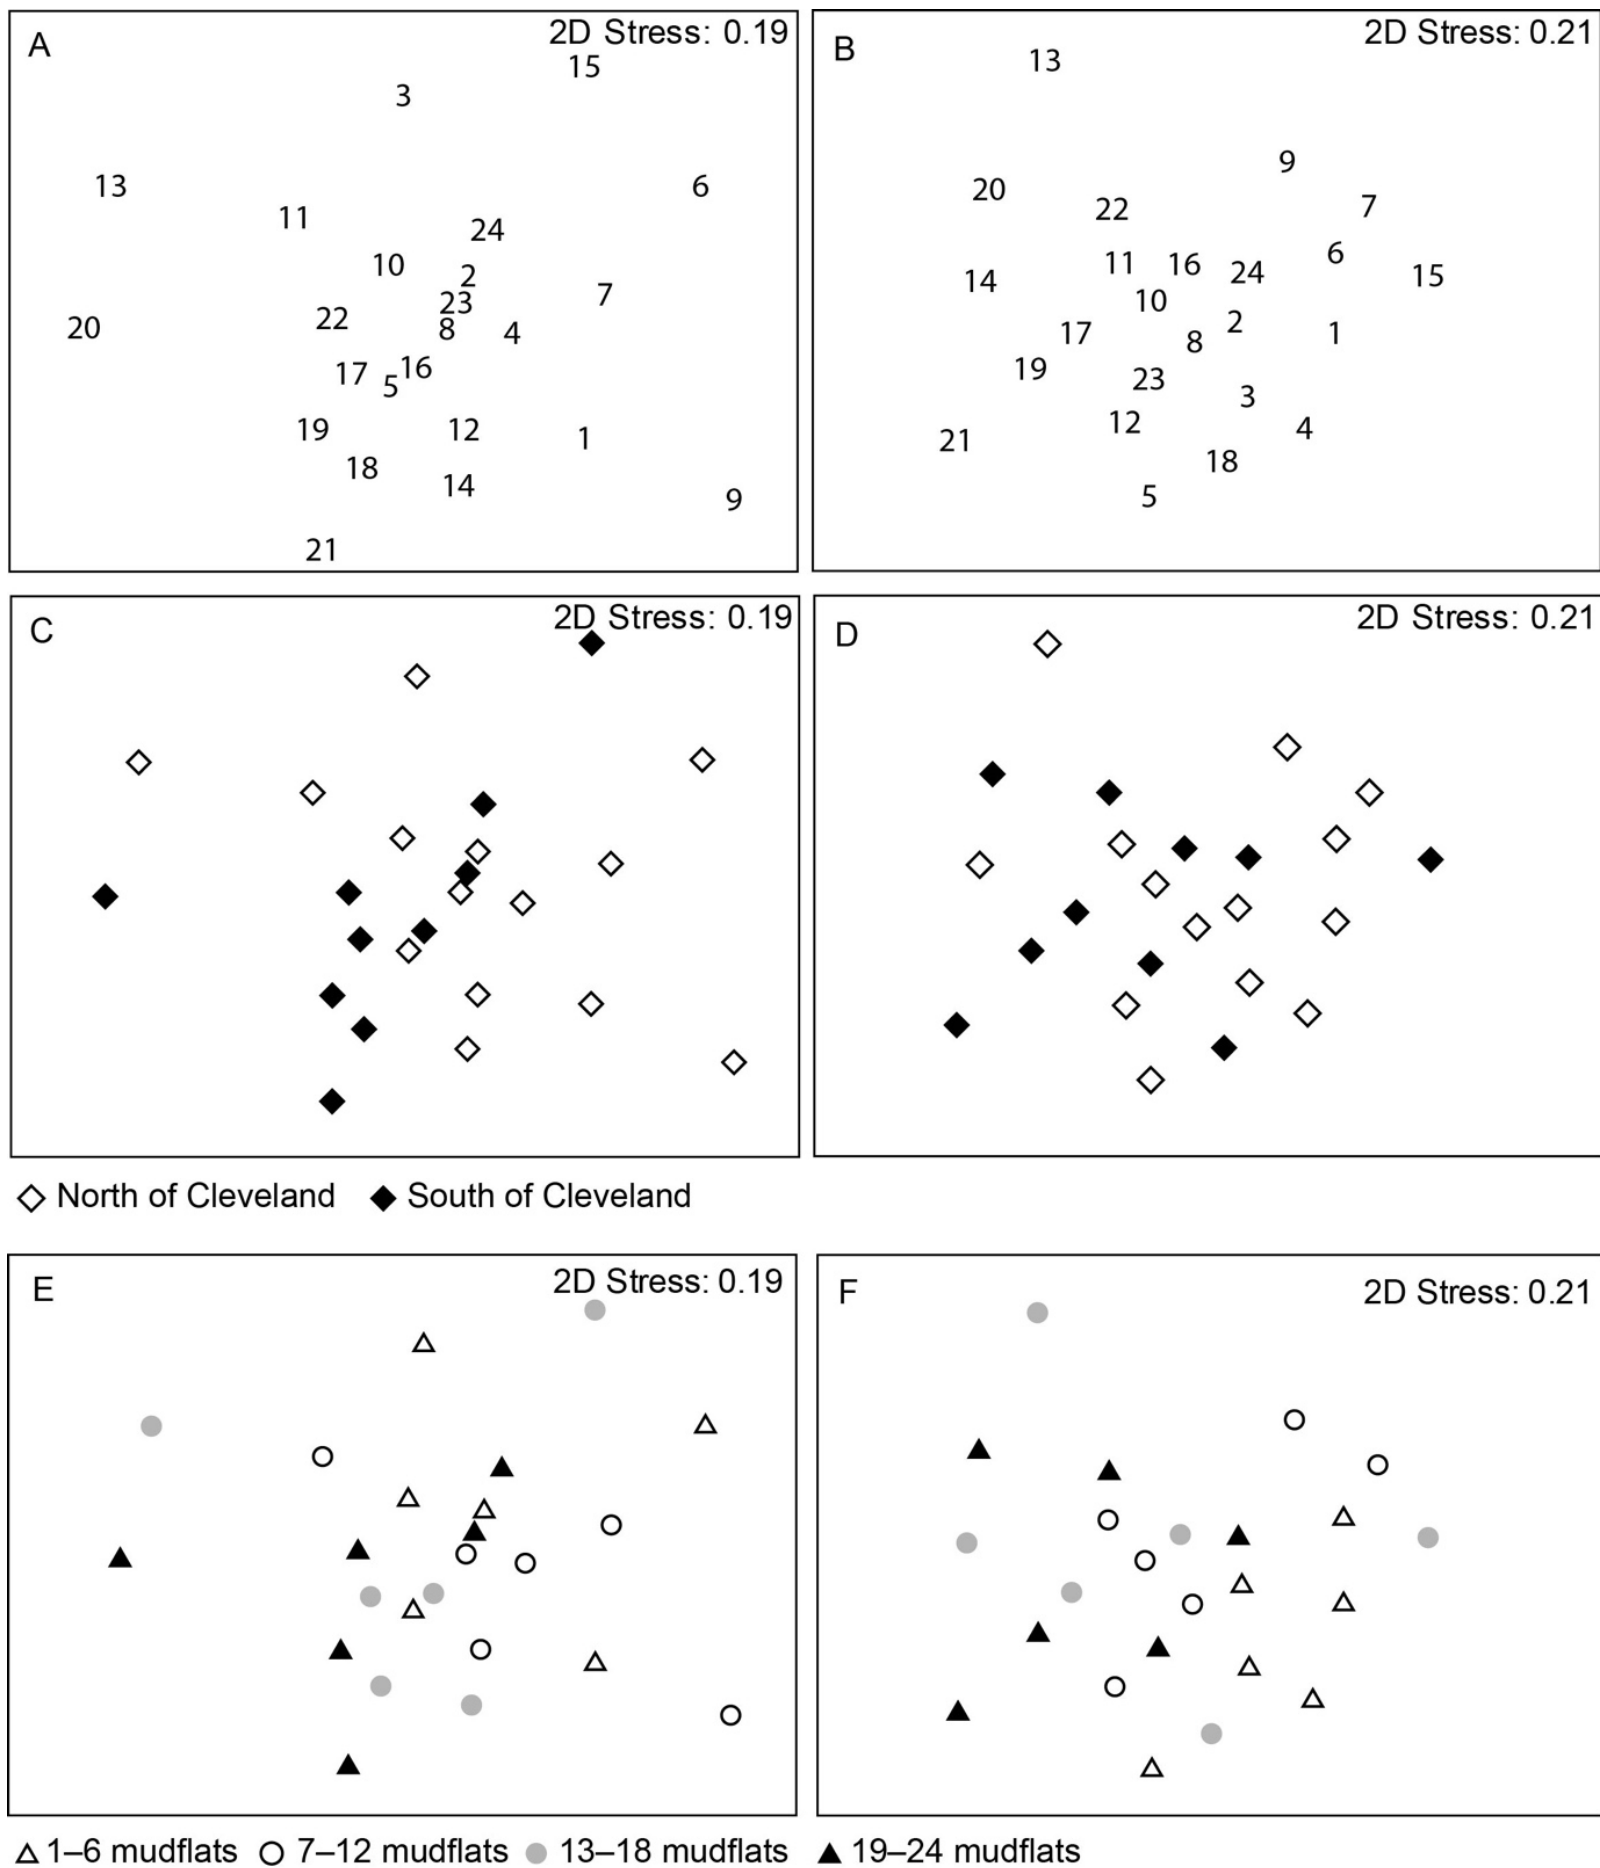 A
2D Stress: 0.19
15
3
13
6
11
24
10
2
7
23
22
20
8
4
16
17
5
19
12
1
18
14
9
21
B
2D Stress: 0.21
13
9
20
7
22
6
11
16
24
15
14
10
2
17
1
8
19
23
3
12
4
21
18
5
C
2D Stress: 0.19
D
2D Stress: 0.21
North of Cleveland
South of Cleveland
E
2D Stress: 0.19
F
2D Stress: 0.21
1–6 mudflats
7–12 mudflats
13–18 mudflats
19–24 mudflats